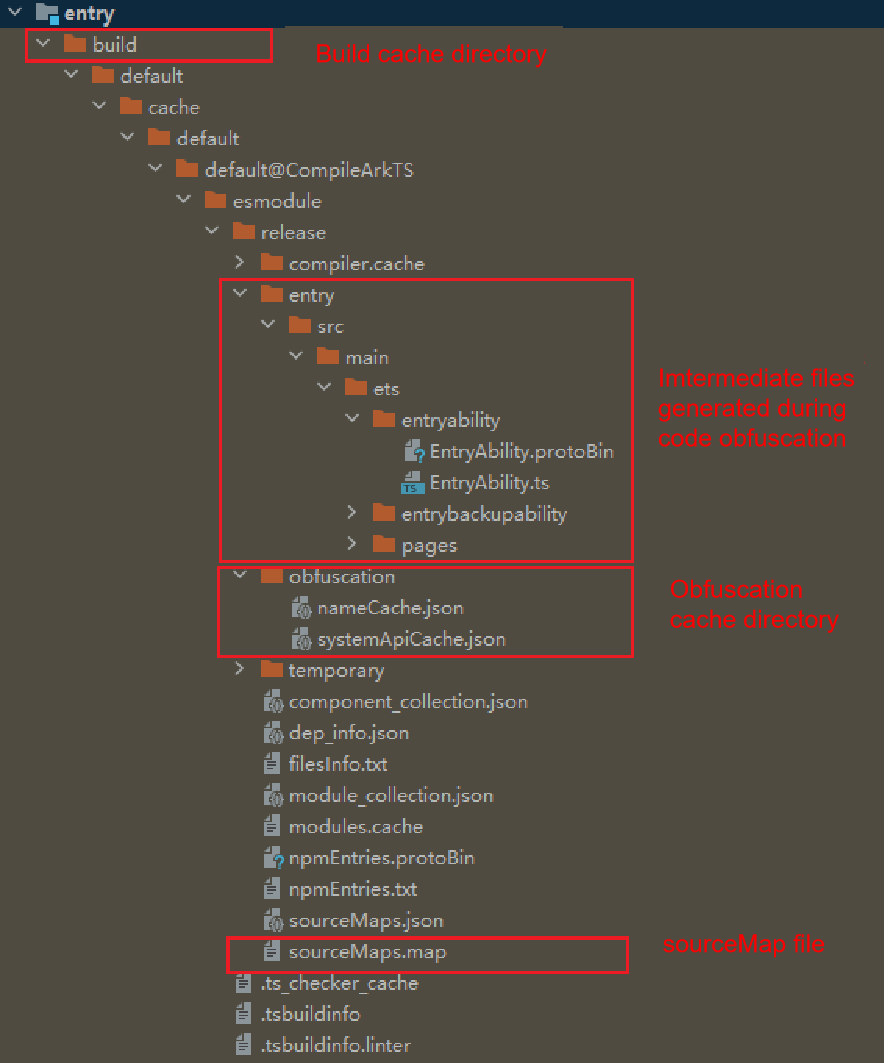 entry
build
Build cache directory
default
cache
default
default@CompileArkTS
esmodule
release
compiler.cache
entry
src
main
ets
entryability
EntryAbility.protoBin
TS EntryAbility.ts
entrybackupability
pages
Imtermediate files
generated during
code obfuscation
obfuscation
nameCache.json
systemApiCache.json
Obfuscation
cache directory
temporary
component_collection.json
dep_info.json
filesInfo.txt
module_collection.json
modules.cache
npmEntries.protoBin
npmEntries.txt
sourceMaps.json
sourceMaps.map
sourceMap file
.ts_checker_cache
.tsbuildinfo
.tsbuildinfo.linter